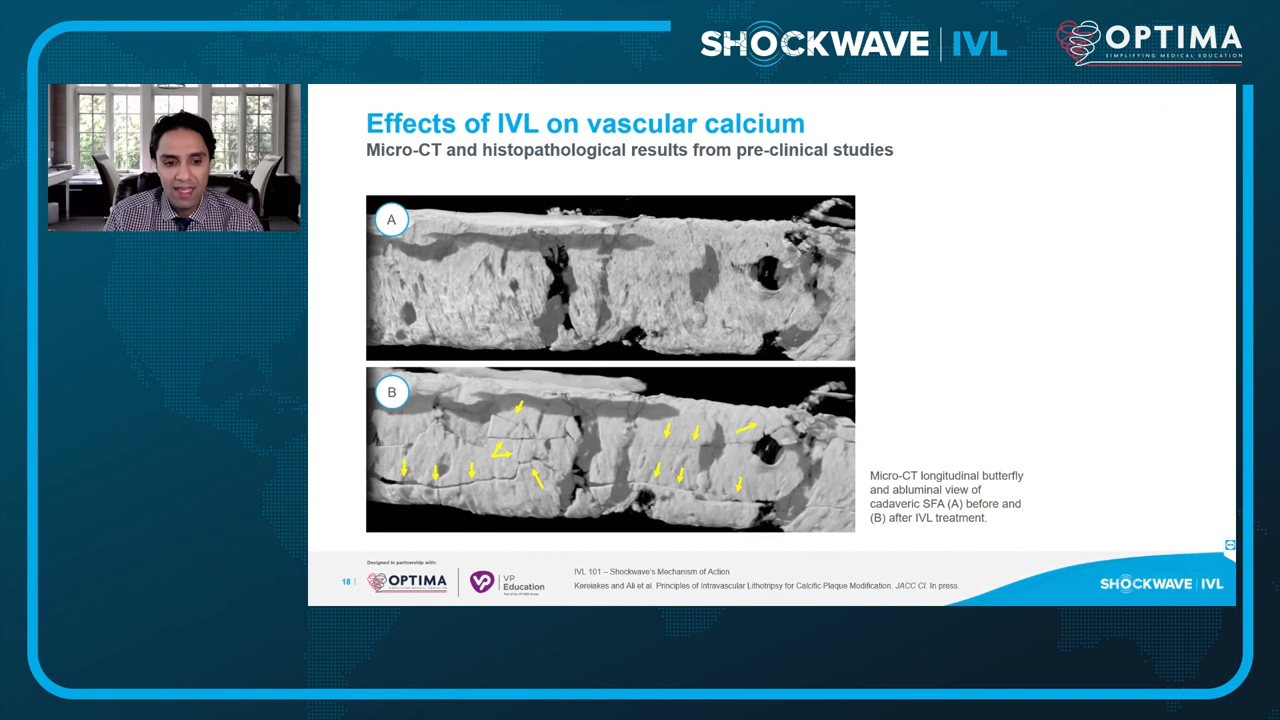 SHOCKWAVE | IVL
OPTIMA
SIMPLIFYING MEDICAL EDUCATION
Effects of IVL on vascular calcium
Micro-CT and histopathological results from pre-clinical studies
A
B
Micro-CT longitudinal butterfly
and abluminal view of
cadaveric SFA (A) before and
(B) after IVL treatment.
Designed in partnership with:
18 |
OPTIMA
VP
VP
Education
IVL 101 – Shockwave's Mechanism of Action
Kereiakes and Ali et al. Principles of Intravascular Lithotripsy for Calcific Plaque Modification. JACC CI. In press.
SHOCKWAVE | IVL